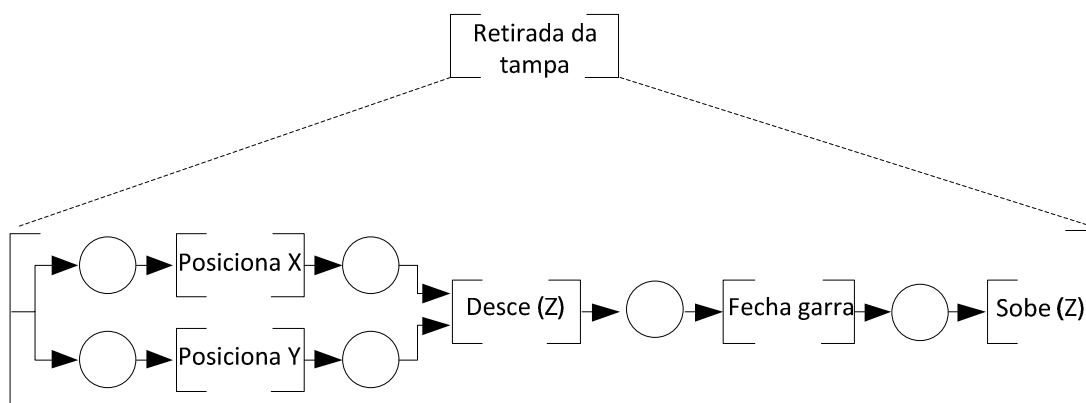 Retirada da
tampa
Posiciona X
Desce (Z)
Fecha garra
Sobe (Z)
Posiciona Y